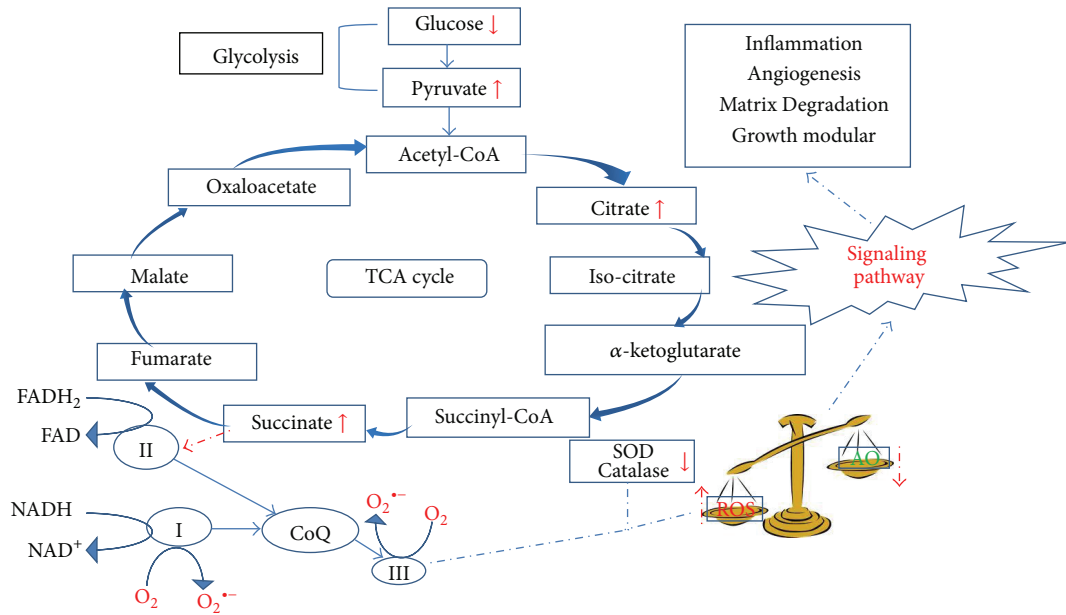 Glucose ↓
Glycolysis
Pyruvate ↑
Acetyl-CoA
Oxaloacetate
Citrate ↑
Malate
TCA cycle
Iso-citrate
Fumarate
α-ketoglutarate
Succinate ↑
Succinyl-CoA
FADH₂
FAD
II
NADH
NAD⁺
I
O₂
O₂•−
CoQ
O₂•−
O₂
III
SOD
Catalase ↓
ROS
AO
Signaling
pathway
Inflammation
Angiogenesis
Matrix Degradation
Growth modular